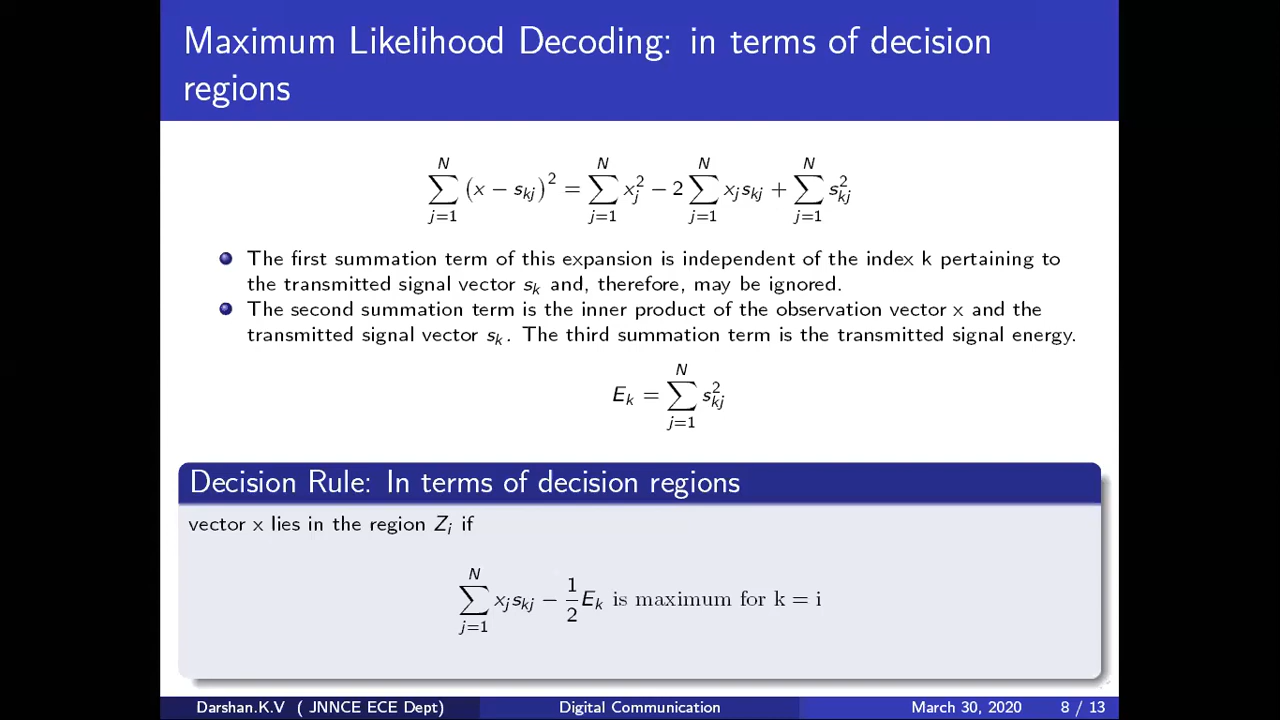 Maximum Likelihood Decoding: in terms of decision
regions
∑_{j=1}^{N} (x − s_{kj})^2 = ∑_{j=1}^{N} x_j^2 − 2 ∑_{j=1}^{N} x_j s_{kj} + ∑_{j=1}^{N} s_{kj}^2
The first summation term of this expansion is independent of the index k pertaining to
the transmitted signal vector s_k and, therefore, may be ignored.
The second summation term is the inner product of the observation vector x and the
transmitted signal vector s_k. The third summation term is the transmitted signal energy.
E_k = ∑_{j=1}^{N} s_{kj}^2
Decision Rule: In terms of decision regions
vector x lies in the region Z_i if
∑_{j=1}^{N} x_j s_{kj} − 1/2 E_k is maximum for k = i
Darshan.K.V ( JNNCE ECE Dept) Digital Communication March 30, 2020 8 / 13